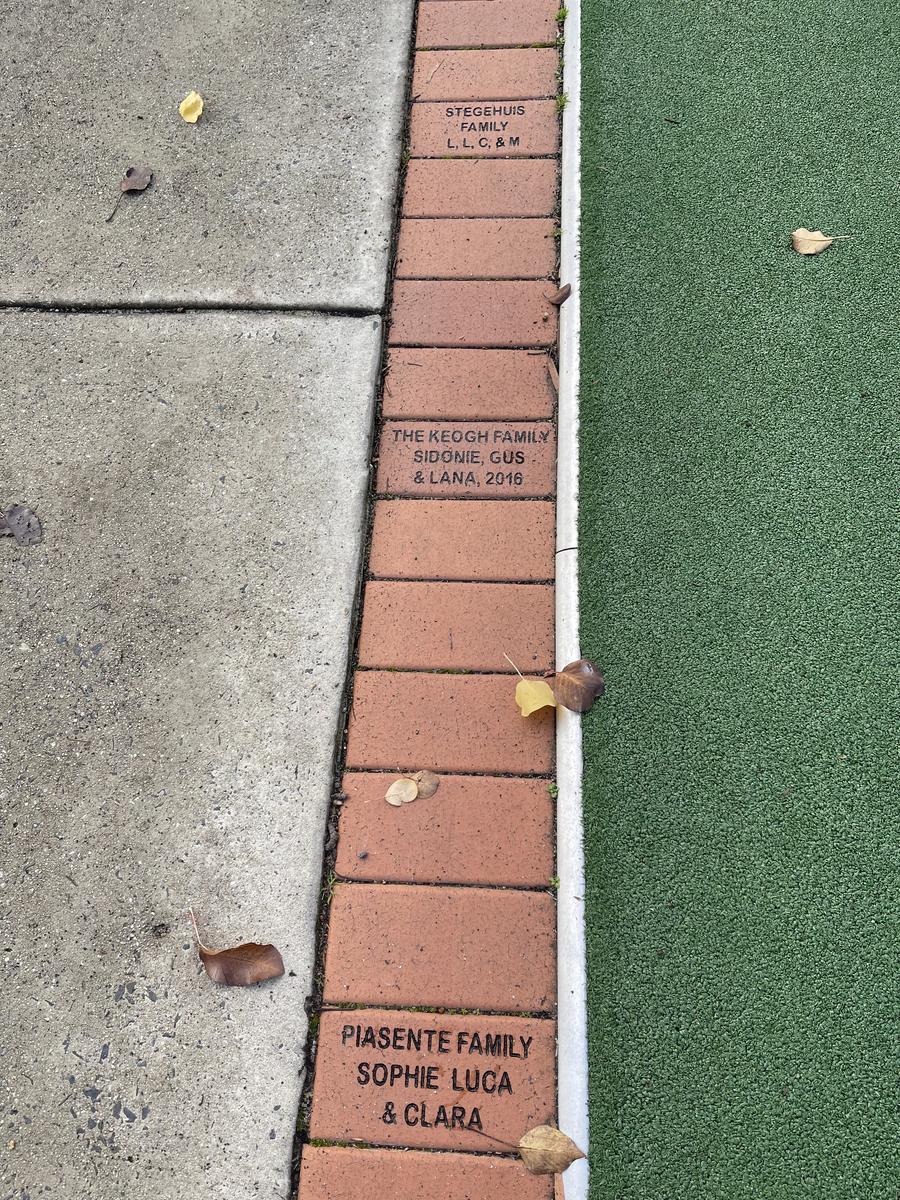 STEGEHUIS
FAMILY
L, L, C, & M
THE KEOGH FAMILY
SIDONIE, GUS
& LANA, 2016
PIASENTE FAMILY
SOPHIE LUCA
& CLARA